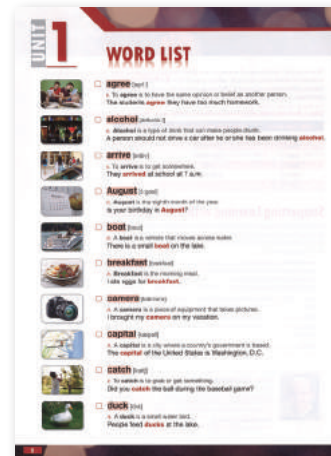 UNIT 1
WORD LIST
agree
v. To agree is to have the same opinion or belief as another person.
The students agree they have too much homework.
alcohol
n. Alcohol is a type of drink that can make people drunk.
A person should not drive a car after he or she has been drinking alcohol.
arrive
v. To arrive is to get somewhere.
They arrived at school at 7 a.m.
August
n. August is the eighth month of the year.
Is your birthday in August?
boat
n. A boat is a vehicle that moves across water.
There is a small boat on the lake.
breakfast
n. Breakfast is the morning meal.
I ate eggs for breakfast.
camera
n. A camera is a piece of equipment that takes pictures.
I brought my camera on my vacation.
capital
n. A capital is a city where a country's government is based.
The capital of the United States is Washington, D.C.
catch
v. To catch is to grab or get something.
Did you catch the ball during the baseball game?
duck
n. A duck is a small water bird.
People feed ducks at the lake.
8